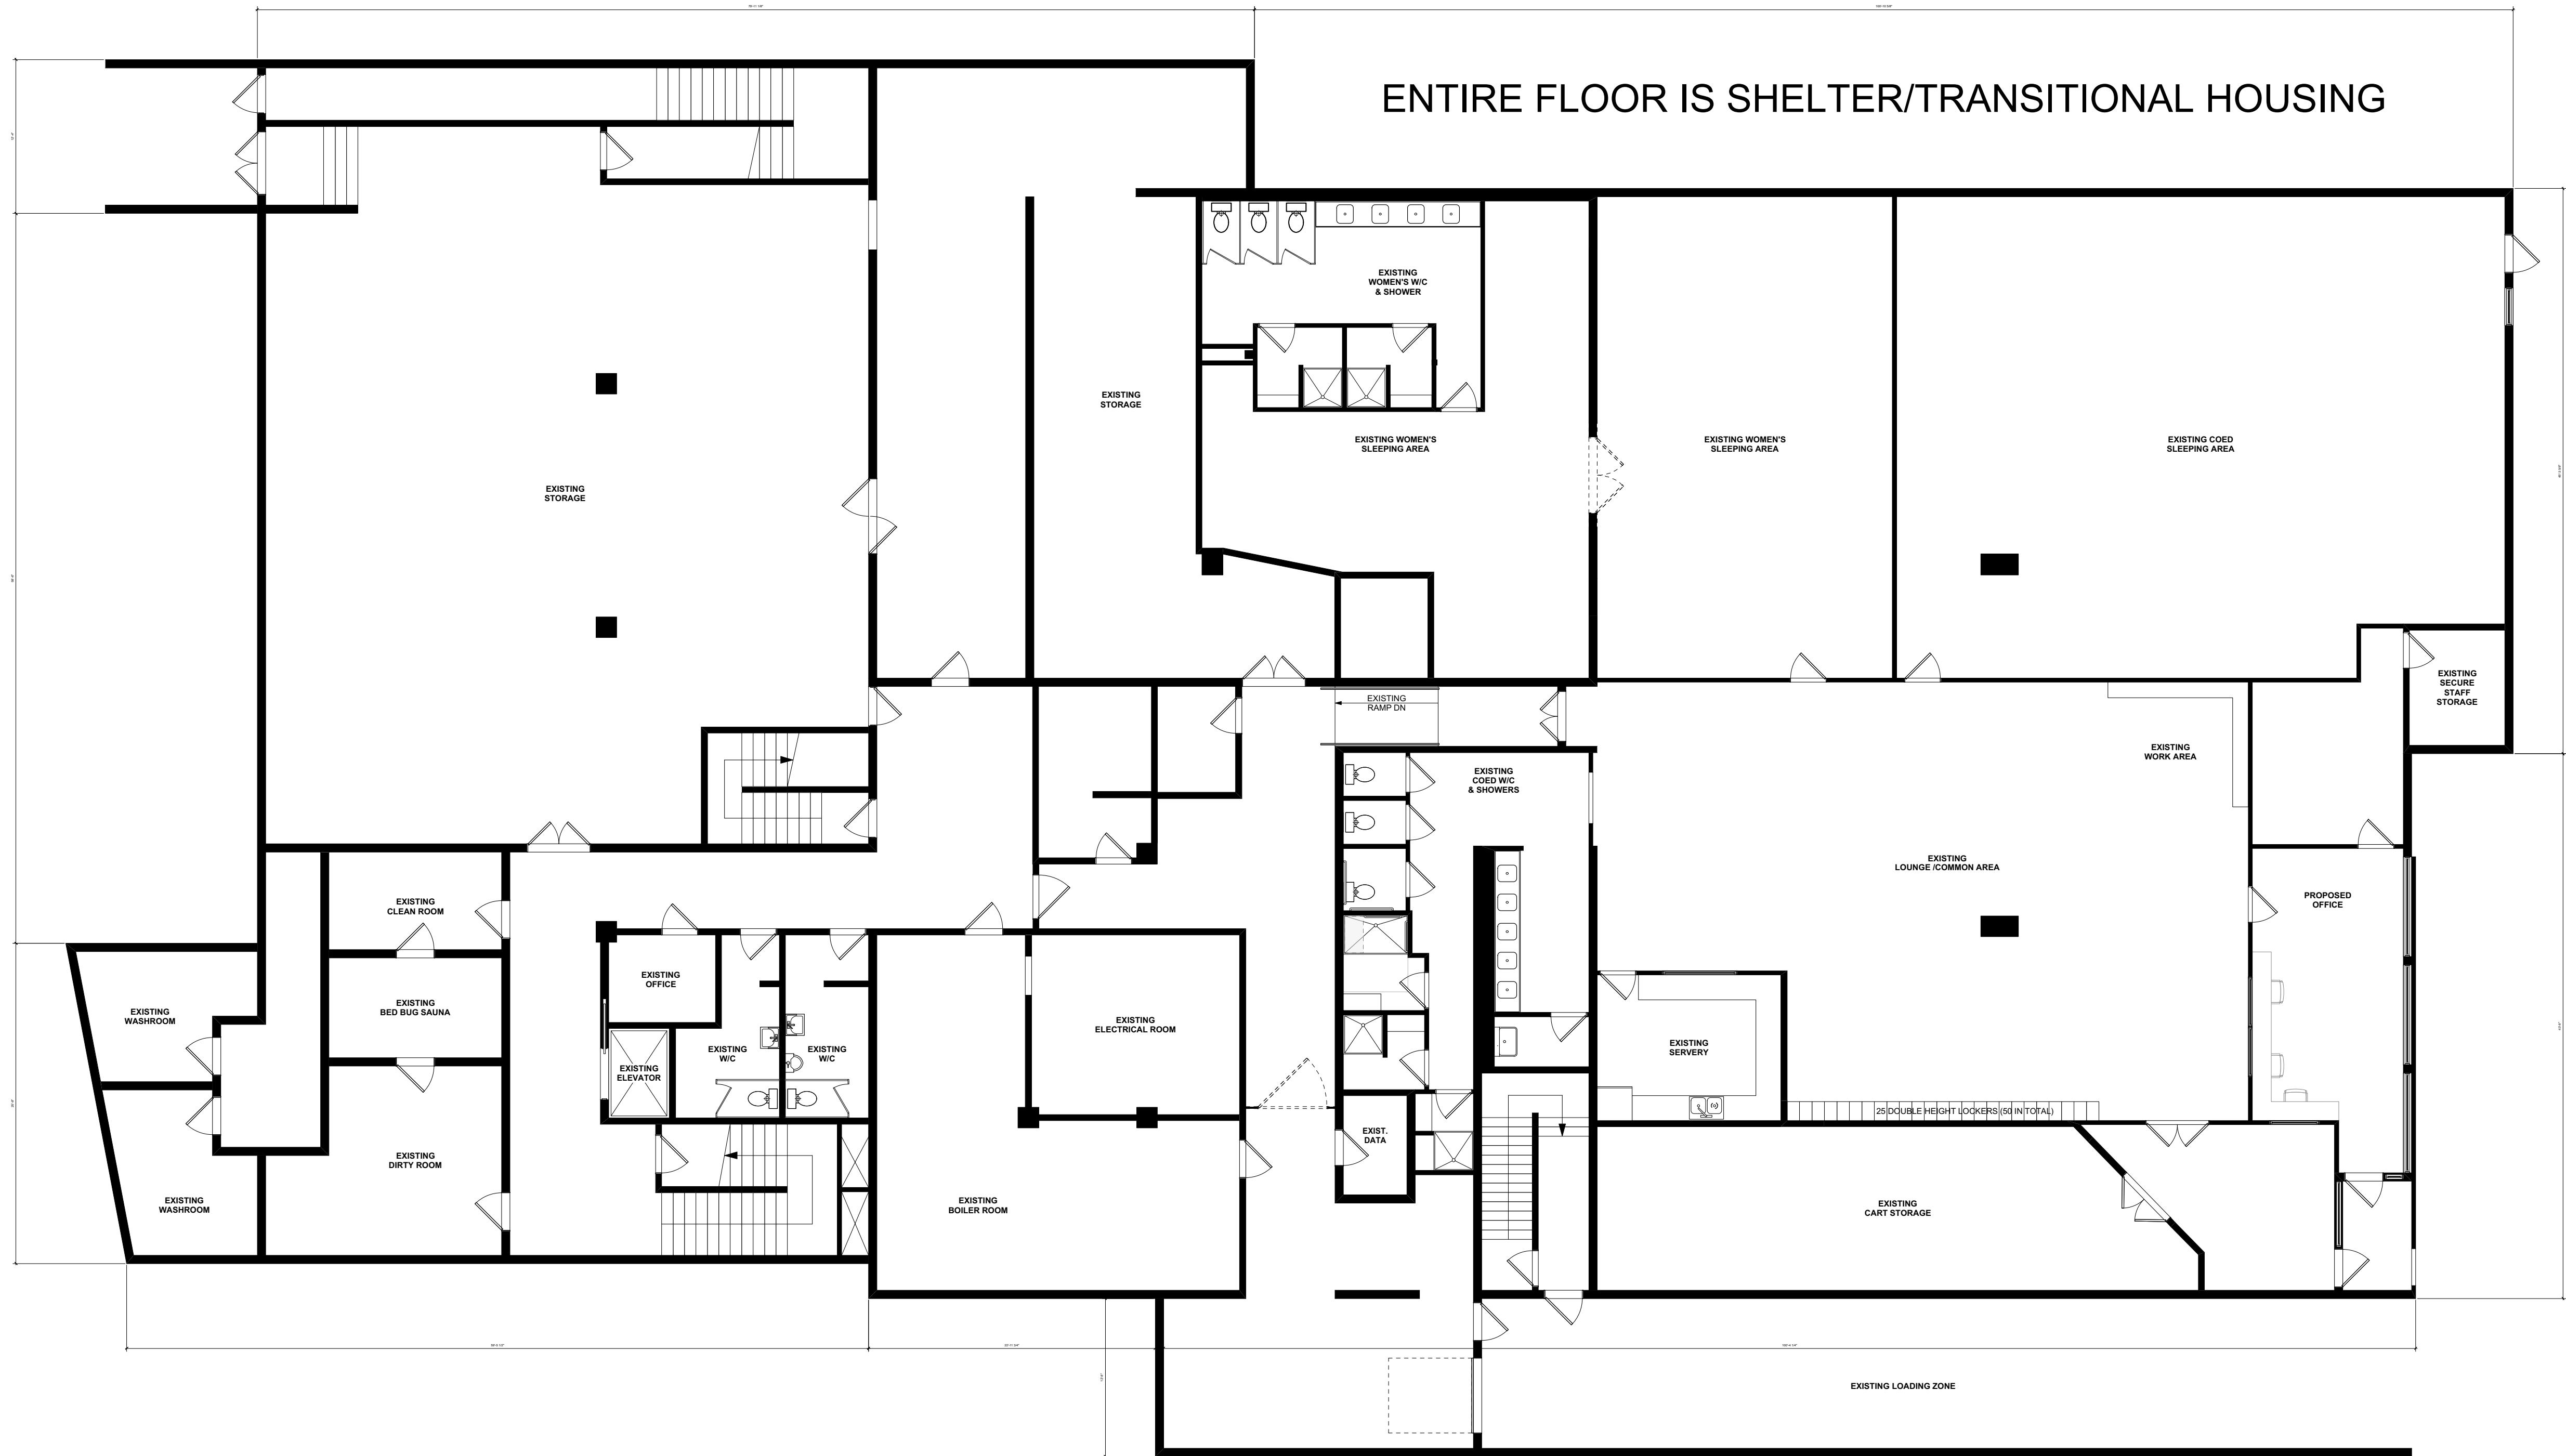 ENTIRE FLOOR IS SHELTER/TRANSITIONAL HOUSING
EXISTING
WOMEN'S W/C
& SHOWER
EXISTING
STORAGE
EXISTING WOMEN'S
SLEEPING AREA
EXISTING WOMEN'S
SLEEPING AREA
EXISTING COED
SLEEPING AREA
EXISTING
STORAGE
EXISTING
SECURE
STAFF
STORAGE
EXISTING
RAMP DN
EXISTING
WORK AREA
EXISTING
COED W/C
& SHOWERS
EXISTING
LOUNGE /COMMON AREA
PROPOSED
OFFICE
EXISTING
CLEAN ROOM
EXISTING
OFFICE
EXISTING
BED BUG SAUNA
EXISTING
WASHROOM
EXISTING
ELECTRICAL ROOM
EXISTING
SERVERY
EXISTING
W/C
EXISTING
W/C
EXISTING
ELEVATOR
25 DOUBLE HEIGHT LOCKERS (50 IN TOTAL)
EXIST.
DATA
EXISTING
DIRTY ROOM
EXISTING
WASHROOM
EXISTING
BOILER ROOM
EXISTING
CART STORAGE
EXISTING LOADING ZONE